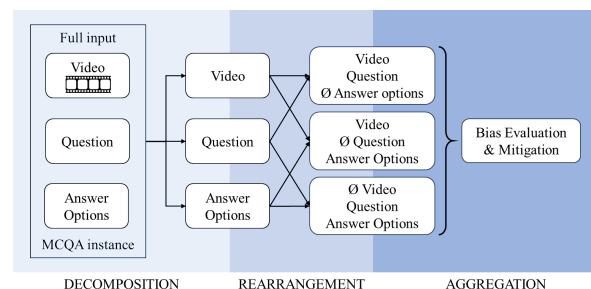 Full input
Video
Question
Answer
Options
MCQA instance
Video
Question
Answer
Options
Video
Question
Ø Answer options
Video
Ø Question
Answer Options
Ø Video
Question
Answer Options
Bias Evaluation
& Mitigation
DECOMPOSITION
REARRANGEMENT
AGGREGATION